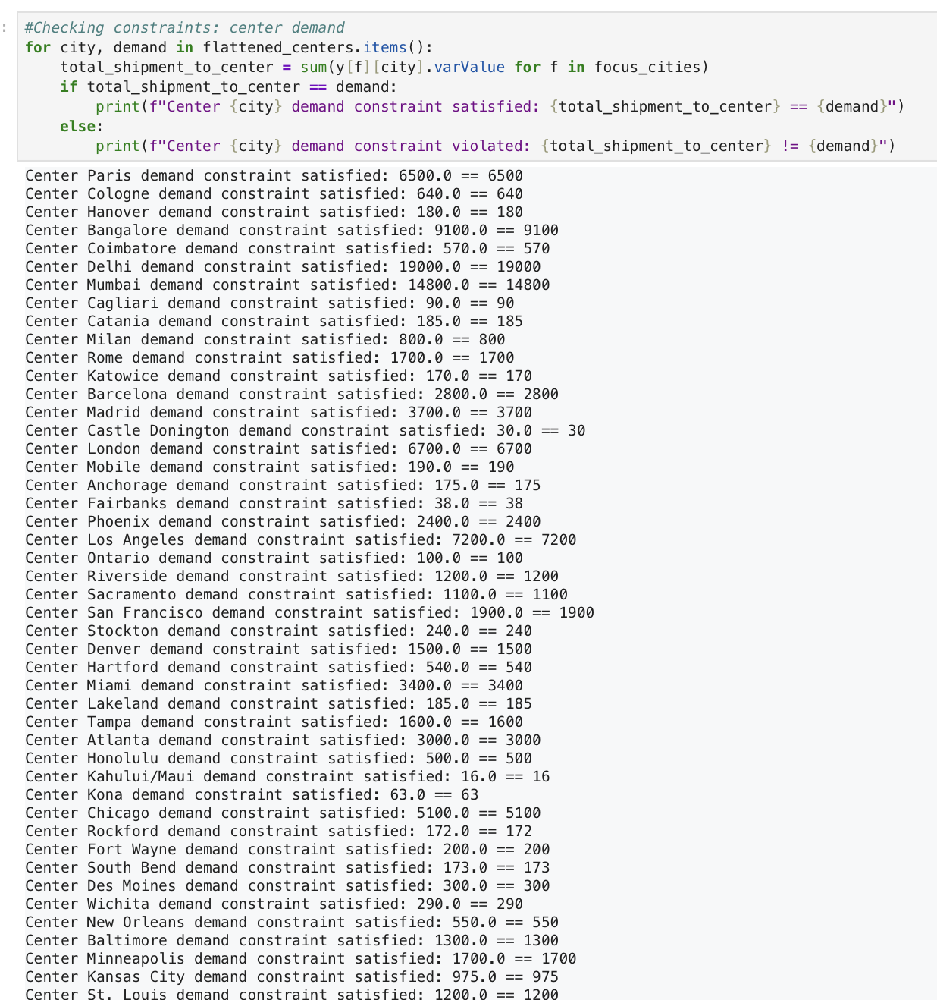 :
#Checking constraints: center demand
for city, demand in flattened_centers.items():
    total_shipment_to_center = sum(y[f][city].varValue for f in focus_cities)
    if total_shipment_to_center == demand:
        print(f"Center {city} demand constraint satisfied: {total_shipment_to_center} == {demand}")
    else:
        print(f"Center {city} demand constraint violated: {total_shipment_to_center} != {demand}")
Center Paris demand constraint satisfied: 6500.0 == 6500
Center Cologne demand constraint satisfied: 640.0 == 640
Center Hanover demand constraint satisfied: 180.0 == 180
Center Bangalore demand constraint satisfied: 9100.0 == 9100
Center Coimbatore demand constraint satisfied: 570.0 == 570
Center Delhi demand constraint satisfied: 19000.0 == 19000
Center Mumbai demand constraint satisfied: 14800.0 == 14800
Center Cagliari demand constraint satisfied: 90.0 == 90
Center Catania demand constraint satisfied: 185.0 == 185
Center Milan demand constraint satisfied: 800.0 == 800
Center Rome demand constraint satisfied: 1700.0 == 1700
Center Katowice demand constraint satisfied: 170.0 == 170
Center Barcelona demand constraint satisfied: 2800.0 == 2800
Center Madrid demand constraint satisfied: 3700.0 == 3700
Center Castle Donington demand constraint satisfied: 30.0 == 30
Center London demand constraint satisfied: 6700.0 == 6700
Center Mobile demand constraint satisfied: 190.0 == 190
Center Anchorage demand constraint satisfied: 175.0 == 175
Center Fairbanks demand constraint satisfied: 38.0 == 38
Center Phoenix demand constraint satisfied: 2400.0 == 2400
Center Los Angeles demand constraint satisfied: 7200.0 == 7200
Center Ontario demand constraint satisfied: 100.0 == 100
Center Riverside demand constraint satisfied: 1200.0 == 1200
Center Sacramento demand constraint satisfied: 1100.0 == 1100
Center San Francisco demand constraint satisfied: 1900.0 == 1900
Center Stockton demand constraint satisfied: 240.0 == 240
Center Denver demand constraint satisfied: 1500.0 == 1500
Center Hartford demand constraint satisfied: 540.0 == 540
Center Miami demand constraint satisfied: 3400.0 == 3400
Center Lakeland demand constraint satisfied: 185.0 == 185
Center Tampa demand constraint satisfied: 1600.0 == 1600
Center Atlanta demand constraint satisfied: 3000.0 == 3000
Center Honolulu demand constraint satisfied: 500.0 == 500
Center Kahului/Maui demand constraint satisfied: 16.0 == 16
Center Kona demand constraint satisfied: 63.0 == 63
Center Chicago demand constraint satisfied: 5100.0 == 5100
Center Rockford demand constraint satisfied: 172.0 == 172
Center Fort Wayne demand constraint satisfied: 200.0 == 200
Center South Bend demand constraint satisfied: 173.0 == 173
Center Des Moines demand constraint satisfied: 300.0 == 300
Center Wichita demand constraint satisfied: 290.0 == 290
Center New Orleans demand constraint satisfied: 550.0 == 550
Center Baltimore demand constraint satisfied: 1300.0 == 1300
Center Minneapolis demand constraint satisfied: 1700.0 == 1700
Center Kansas City demand constraint satisfied: 975.0 == 975
Center St. Louis demand constraint satisfied: 1200.0 == 1200